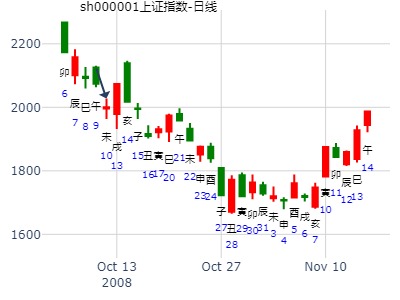 sh000001上证指数-日线
2200
2000
1800
1600
卯
6
辰
7
巳
8
午
9
未
10
戌
13
亥
14
子
15
丑
16
寅
17
巳
20
午
21
未
22
申
23
酉
24
子
27
丑
28
寅
29
卯
30
辰
31
未
3
申
4
酉
5
戌
6
亥
7
寅
10
卯
11
辰
12
巳
13
午
14
Oct 13
2008
Oct 27
Nov 10